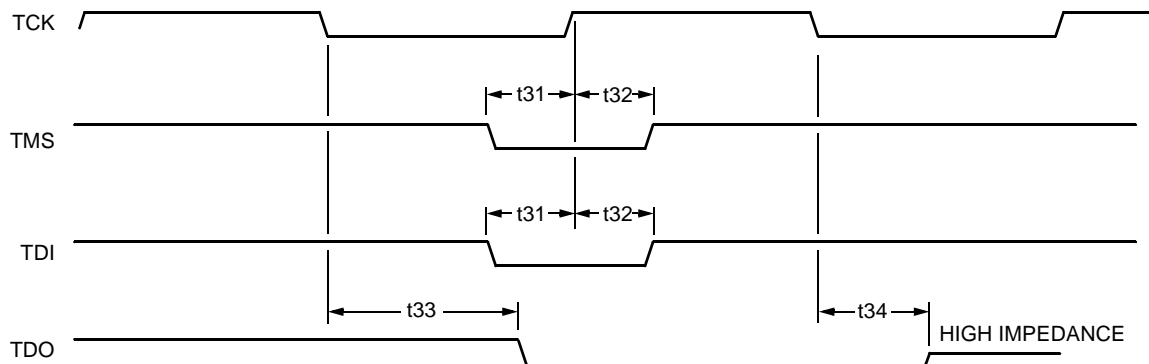 TCK
t31 t32
TMS
t31 t32
TDI
t33 t34
HIGH IMPEDANCE
TDO